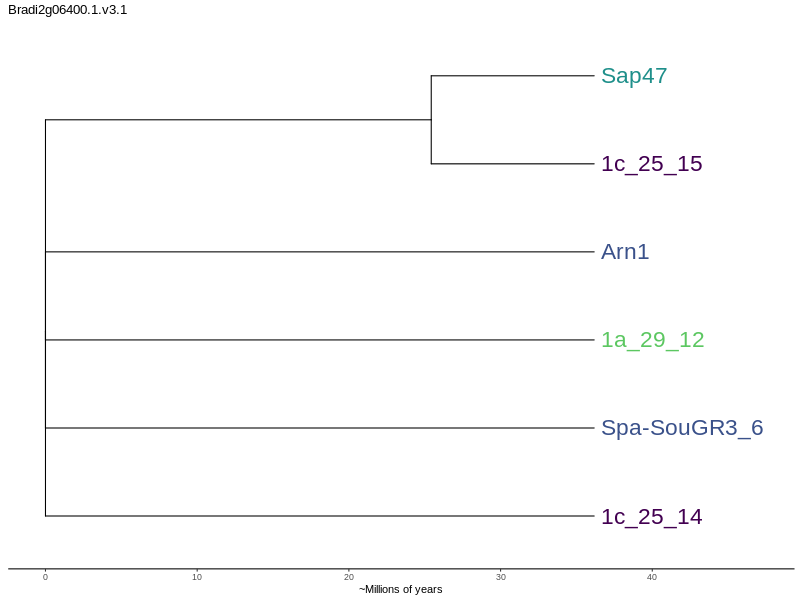 Bradi2g06400.1.v3.1
Sap47
1c_25_15
Arn1
1a_29_12
Spa-SouGR3_6
1c_25_14
0 10 20 30 40
~Millions of years